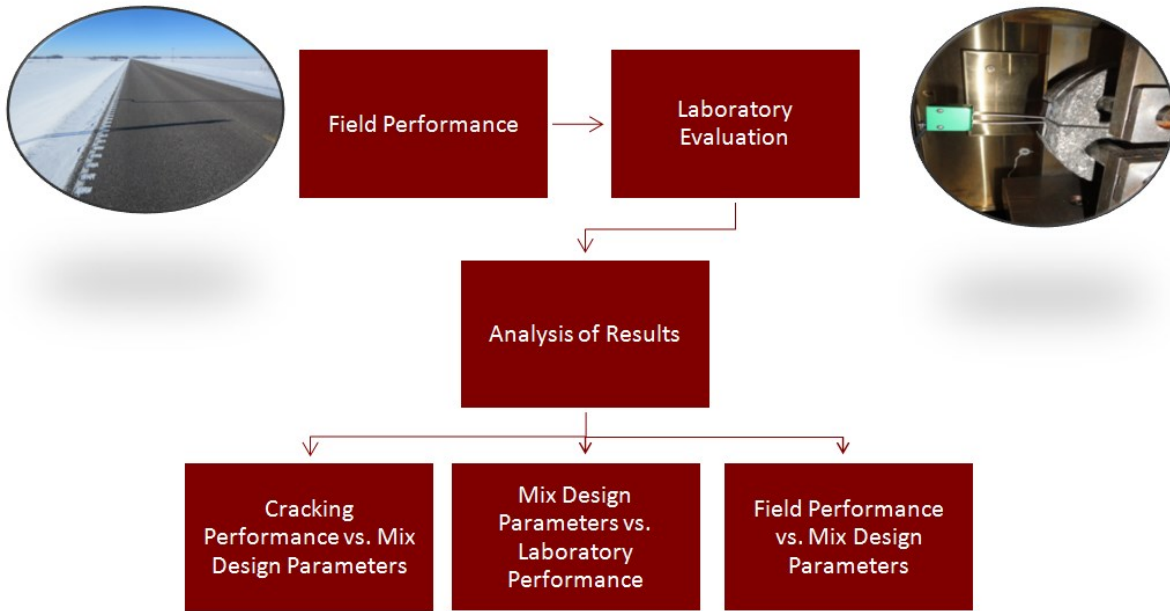 Field Performance
Laboratory
Evaluation
Analysis of Results
Cracking
Performance vs. Mix
Design Parameters
Mix Design
Parameters vs.
Laboratory
Performance
Field Performance
vs. Mix Design
Parameters